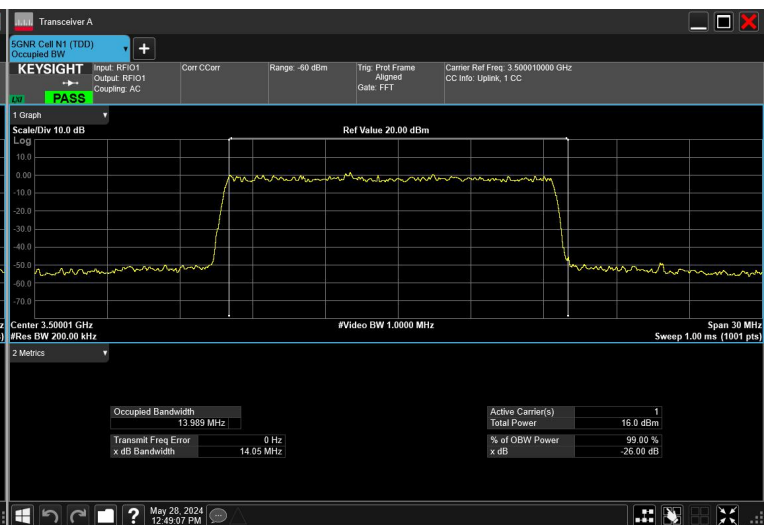 Transceiver A
5GNR Cell N1 (TDD)
Occupied BW
KEYSIGHT
Input: RFIO1
Output: RFIO1
Coupling: AC
Corr CCorr
Range: -60 dBm
Trig: Prot Frame
Aligned
Gate: FFT
Carrier Ref Freq: 3.500010000 GHz
CC Info: Uplink, 1 CC
PASS
1 Graph
Scale/Div 10.0 dB
Ref Value 20.00 dBm
Log
10.0
0.00
-10.0
-20.0
-30.0
-40.0
-50.0
-60.0
-70.0
Center 3.50001 GHz
#Video BW 1.0000 MHz
Span 30 MHz
#Res BW 200.00 kHz
Sweep 1.00 ms (1001 pts)
2 Metrics
Occupied Bandwidth
13.989 MHz
Active Carrier(s) 1
Total Power 16.0 dBm
Transmit Freq Error 0 Hz
x dB Bandwidth 14.05 MHz
% of OBW Power 99.00 %
x dB -26.00 dB
May 28, 2024
12:49:07 PM